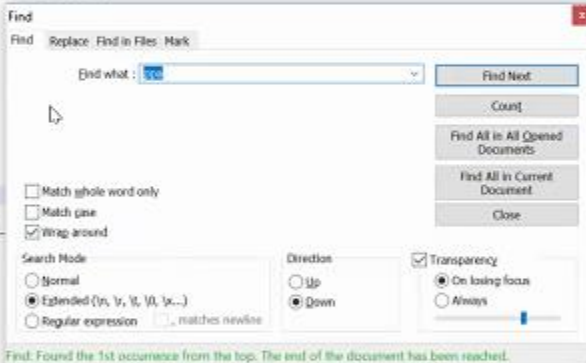 Find
Find Replace Find in Files Mark
Find what :
Find Next
Count
Find All in All Opened Documents
Find All in Current Document
Close
Match whole word only
Match case
Wrap around
Search Mode
Normal
Extended (\n, \r, \t, \0, \x...)
Regular expression . matches newline
Direction
Up
Down
Transparency
On losing focus
Always
Find: Found the 1st occurrence from the top. The end of the document has been reached.